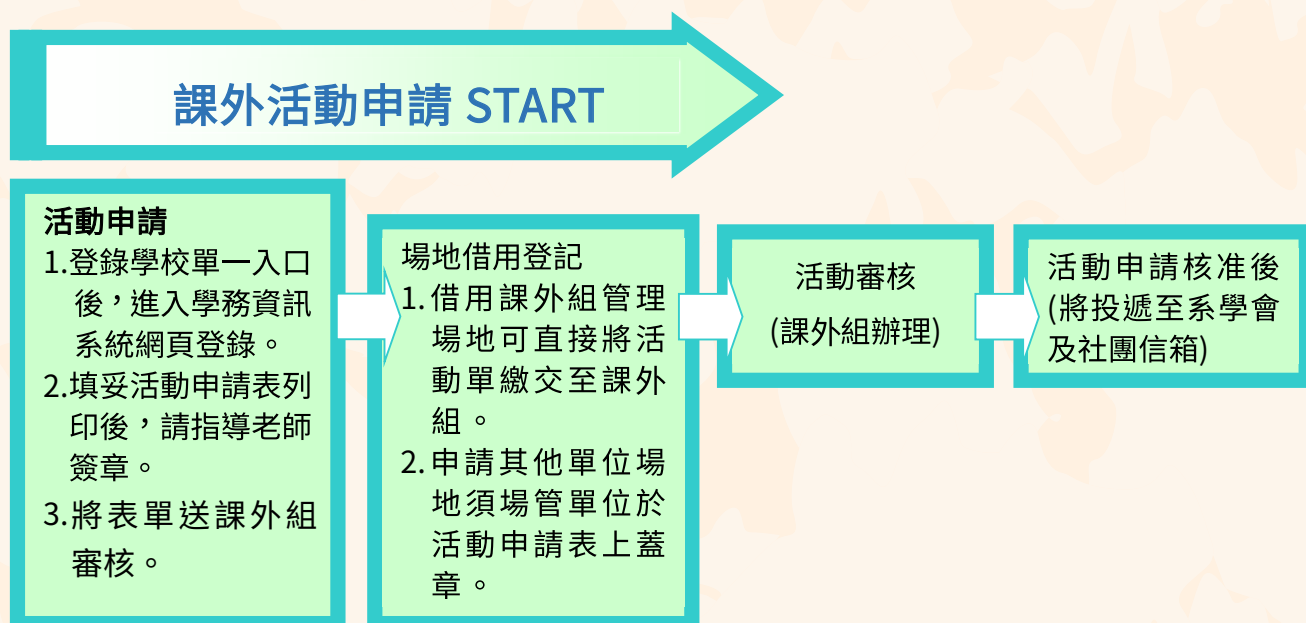 課外活動申請 START
活動申請
1.登錄學校單一入口
後，進入學務資訊
系統網頁登錄。
2.填妥活動申請表列
印後，請指導老師
簽章。
3.將表單送課外組
審核。
場地借用登記
1.借用課外組管理
場地可直接將活
動單繳交至課外
組。
2.申請其他單位場
地須場管單位於
活動申請表上蓋
章。
活動審核
(課外組辦理)
活動申請核准後
(將投遞至系學會
及社團信箱)